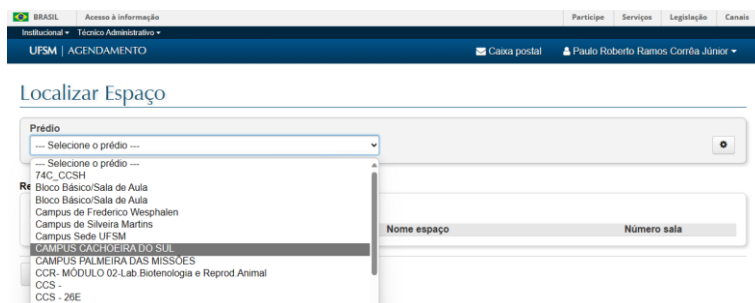 BRASIL Acesso à informação Participe Serviços Legislação Canais
Institucional Técnico Administrativo
UFSM | AGENDAMENTO Caixa postal Paulo Roberto Ramos Corrêa Júnior
Localizar Espaço
Prédio
--- Selecione o prédio ---
--- Selecione o prédio ---
74C_CCSH
Re Bloco Básico/Sala de Aula
Bloco Básico/Sala de Aula
Campus de Frederico Wesphalen
Campus de Silveira Martins
Campus Sede UFSM Nome espaço Número sala
CAMPUS CACHOEIRA DO SUL
CAMPUS PALMEIRA DAS MISSÕES
CCR- MÓDULO 02-Lab.Biotenologia e Reprod.Animal
CCS -
CCS - 26E